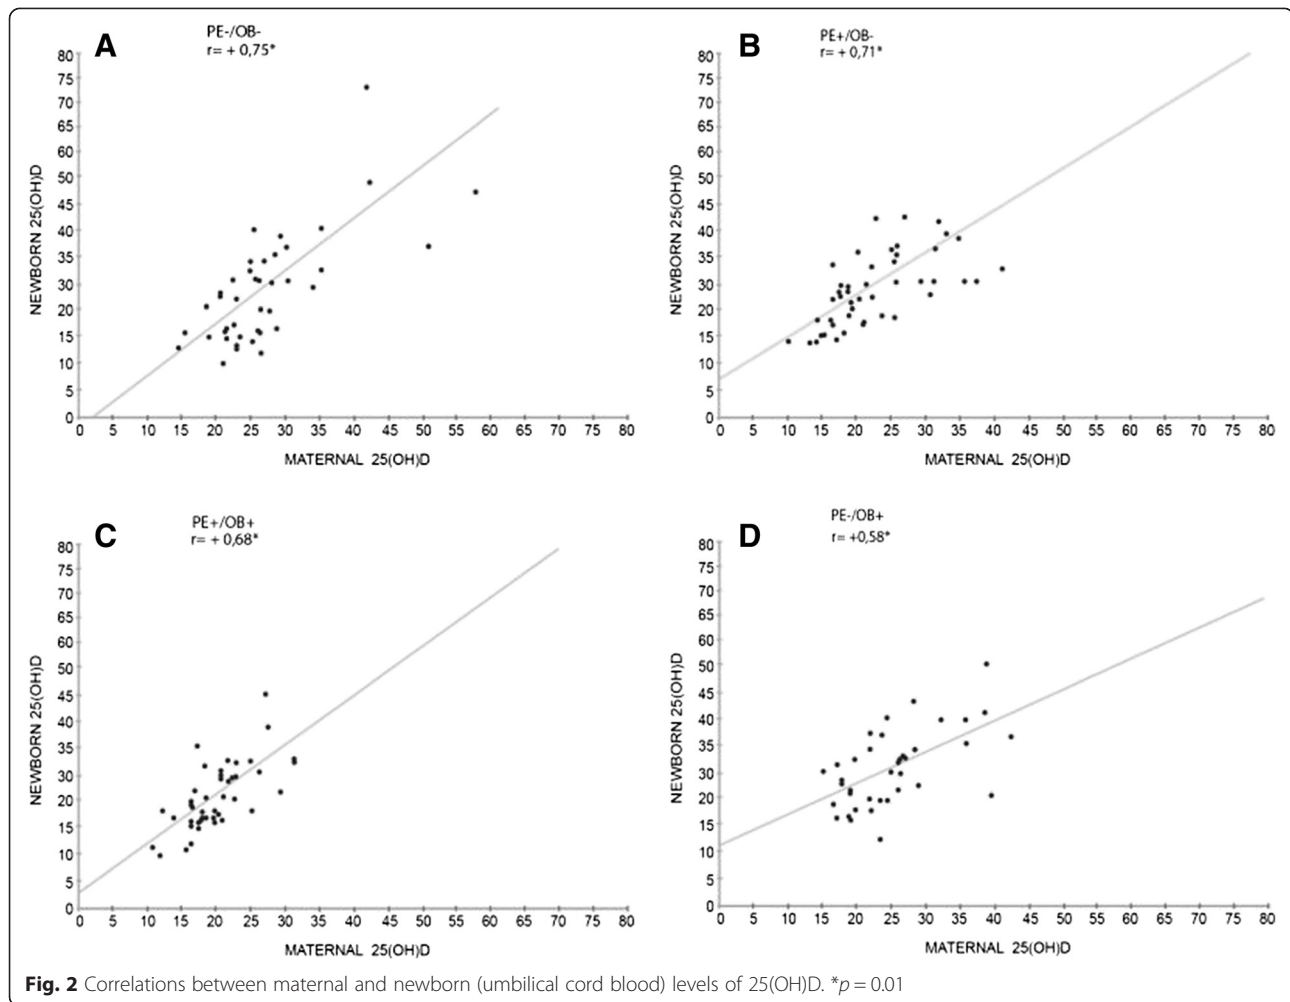 A
PE-/OB-
r= + 0,75*
80
75
70
65
60
50
45
40
35
30
25
20
15
10
5
0
NEWBORN 25(OH)D
0 5 10 15 20 25 30 35 40 45 50 55 60 65 70 75 80
MATERNAL 25(OH)D
B
PE+/OB-
r= + 0,71*
80
75
70
65
60
50
45
40
35
30
25
20
15
10
5
0
NEWBORN 25(OH)D
0 5 10 15 20 25 30 35 40 45 50 55 60 65 70 75 80
MATERNAL 25(OH)D
C
PE+/OB+
r= + 0,68*
80
75
70
65
60
50
45
40
35
30
25
20
15
10
5
0
NEWBORN 25(OH)D
0 5 10 15 20 25 30 35 40 45 50 55 60 65 70 75 80
MATERNAL 25(OH)D
D
PE-/OB+
r= +0,58*
80
75
70
65
60
50
45
40
35
30
25
20
15
10
5
0
NEWBORN 25(OH)D
0 5 10 15 20 25 30 35 40 45 50 55 60 65 70 75 80
MATERNAL 25(OH)D
Fig. 2 Correlations between maternal and newborn (umbilical cord blood) levels of 25(OH)D. *p = 0.01